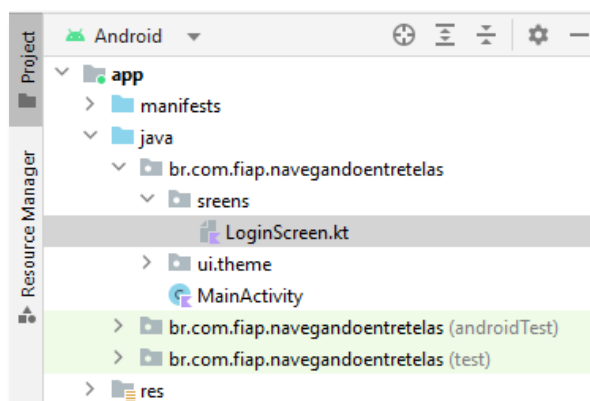 Project
Resource Manager
Android
app
manifests
java
br.com.fiap.navegandoentretelas
sreens
LoginScreen.kt
ui.theme
MainActivity
br.com.fiap.navegandoentretelas (androidTest)
br.com.fiap.navegandoentretelas (test)
res